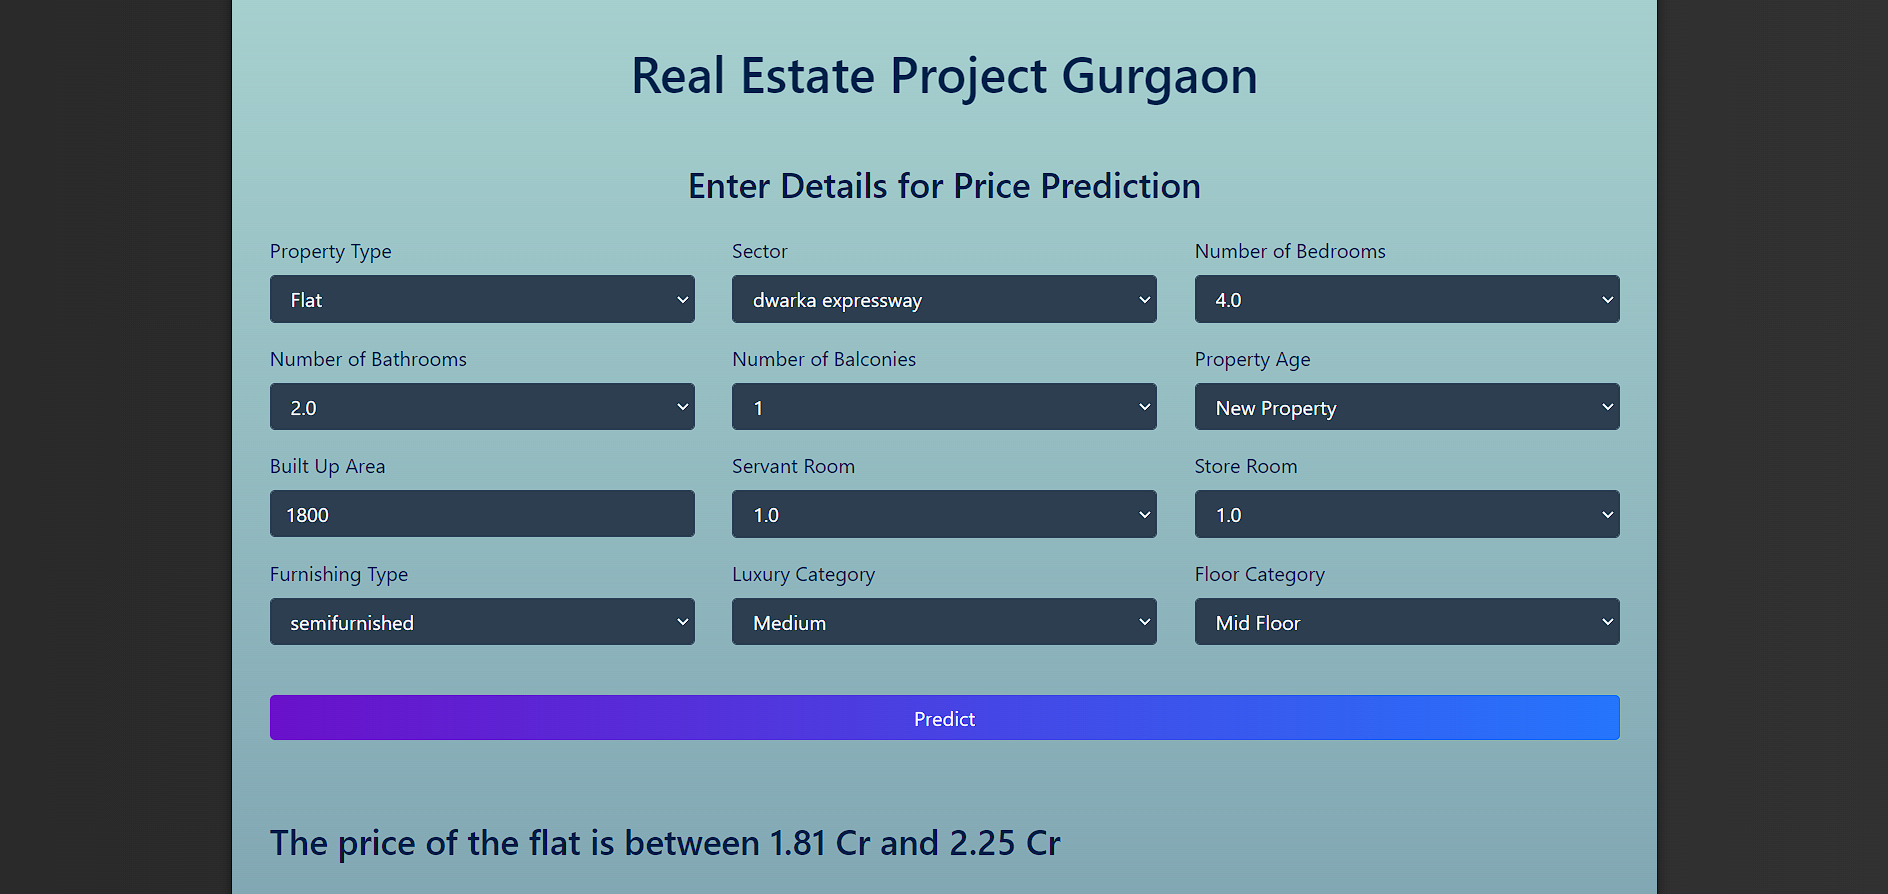 Real Estate Project Gurgaon
Enter Details for Price Prediction
Property Type Sector Number of Bedrooms
Flat dwarka expressway 4.0
Number of Bathrooms Number of Balconies Property Age
2.0 1 New Property
Built Up Area Servant Room Store Room
1800 1.0 1.0
Furnishing Type Luxury Category Floor Category
semifurnished Medium Mid Floor
Predict
The price of the flat is between 1.81 Cr and 2.25 Cr